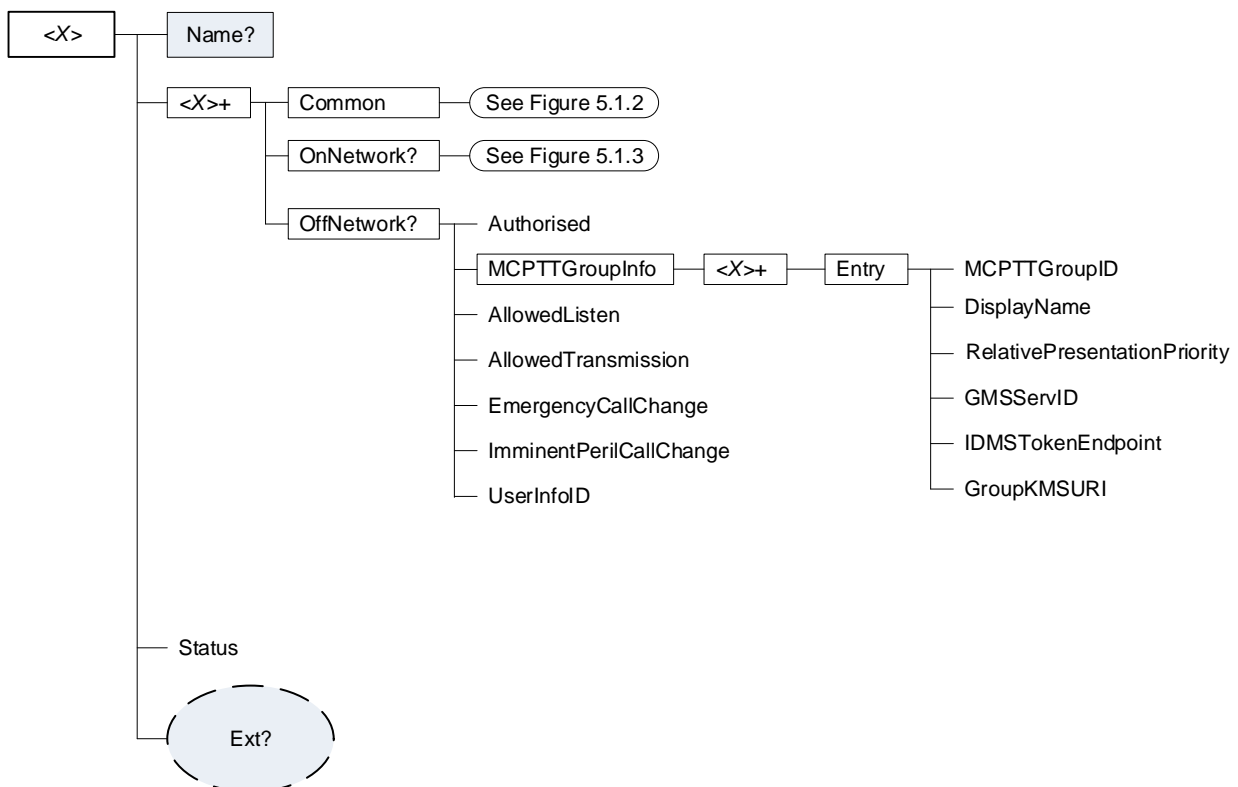 <X>
Name?
<X>+
Common
See Figure 5.1.2
OnNetwork?
See Figure 5.1.3
OffNetwork?
Authorised
MCPTTGroupInfo
<X>+
Entry
MCPTTGroupID
DisplayName
RelativePresentationPriority
GMSServID
IDMSTokenEndpoint
GroupKMSURI
AllowedListen
AllowedTransmission
EmergencyCallChange
ImminentPerilCallChange
UserInfoID
Status
Ext?